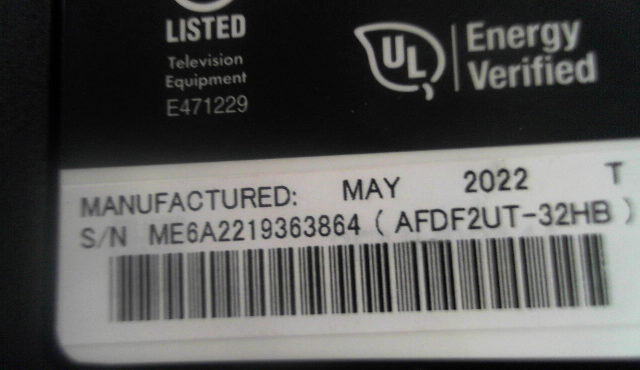 LISTED
Television
Equipment
E471229
UL Energy
Verified
MANUFACTURED: MAY 2022 T
S/N ME6A2219363864 ( AFDF2UT-32HB )